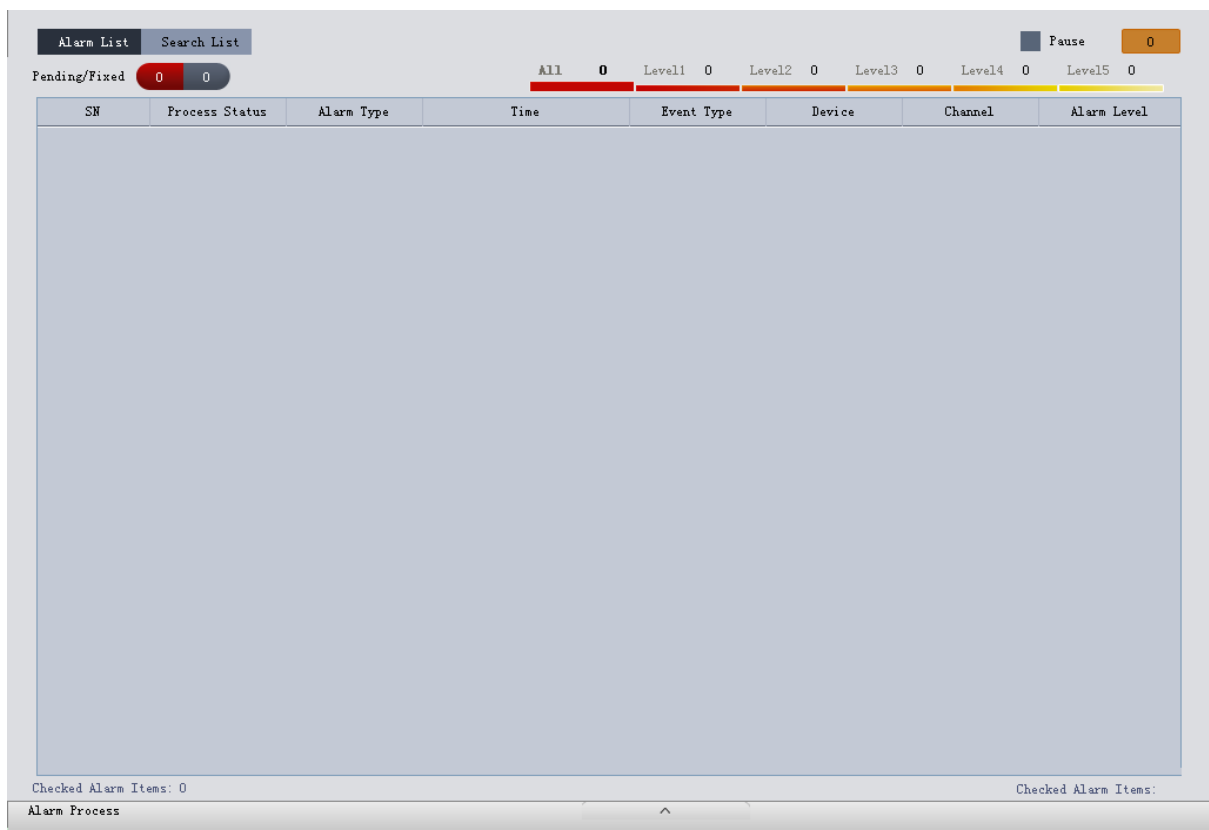 Alarm List Search List Pause 0
Pending/Fixed 0 0 All 0 Level1 0 Level2 0 Level3 0 Level4 0 Level5 0
SN Process Status Alarm Type Time Event Type Device Channel Alarm Level
Checked Alarm Items: 0 Checked Alarm Items:
Alarm Process